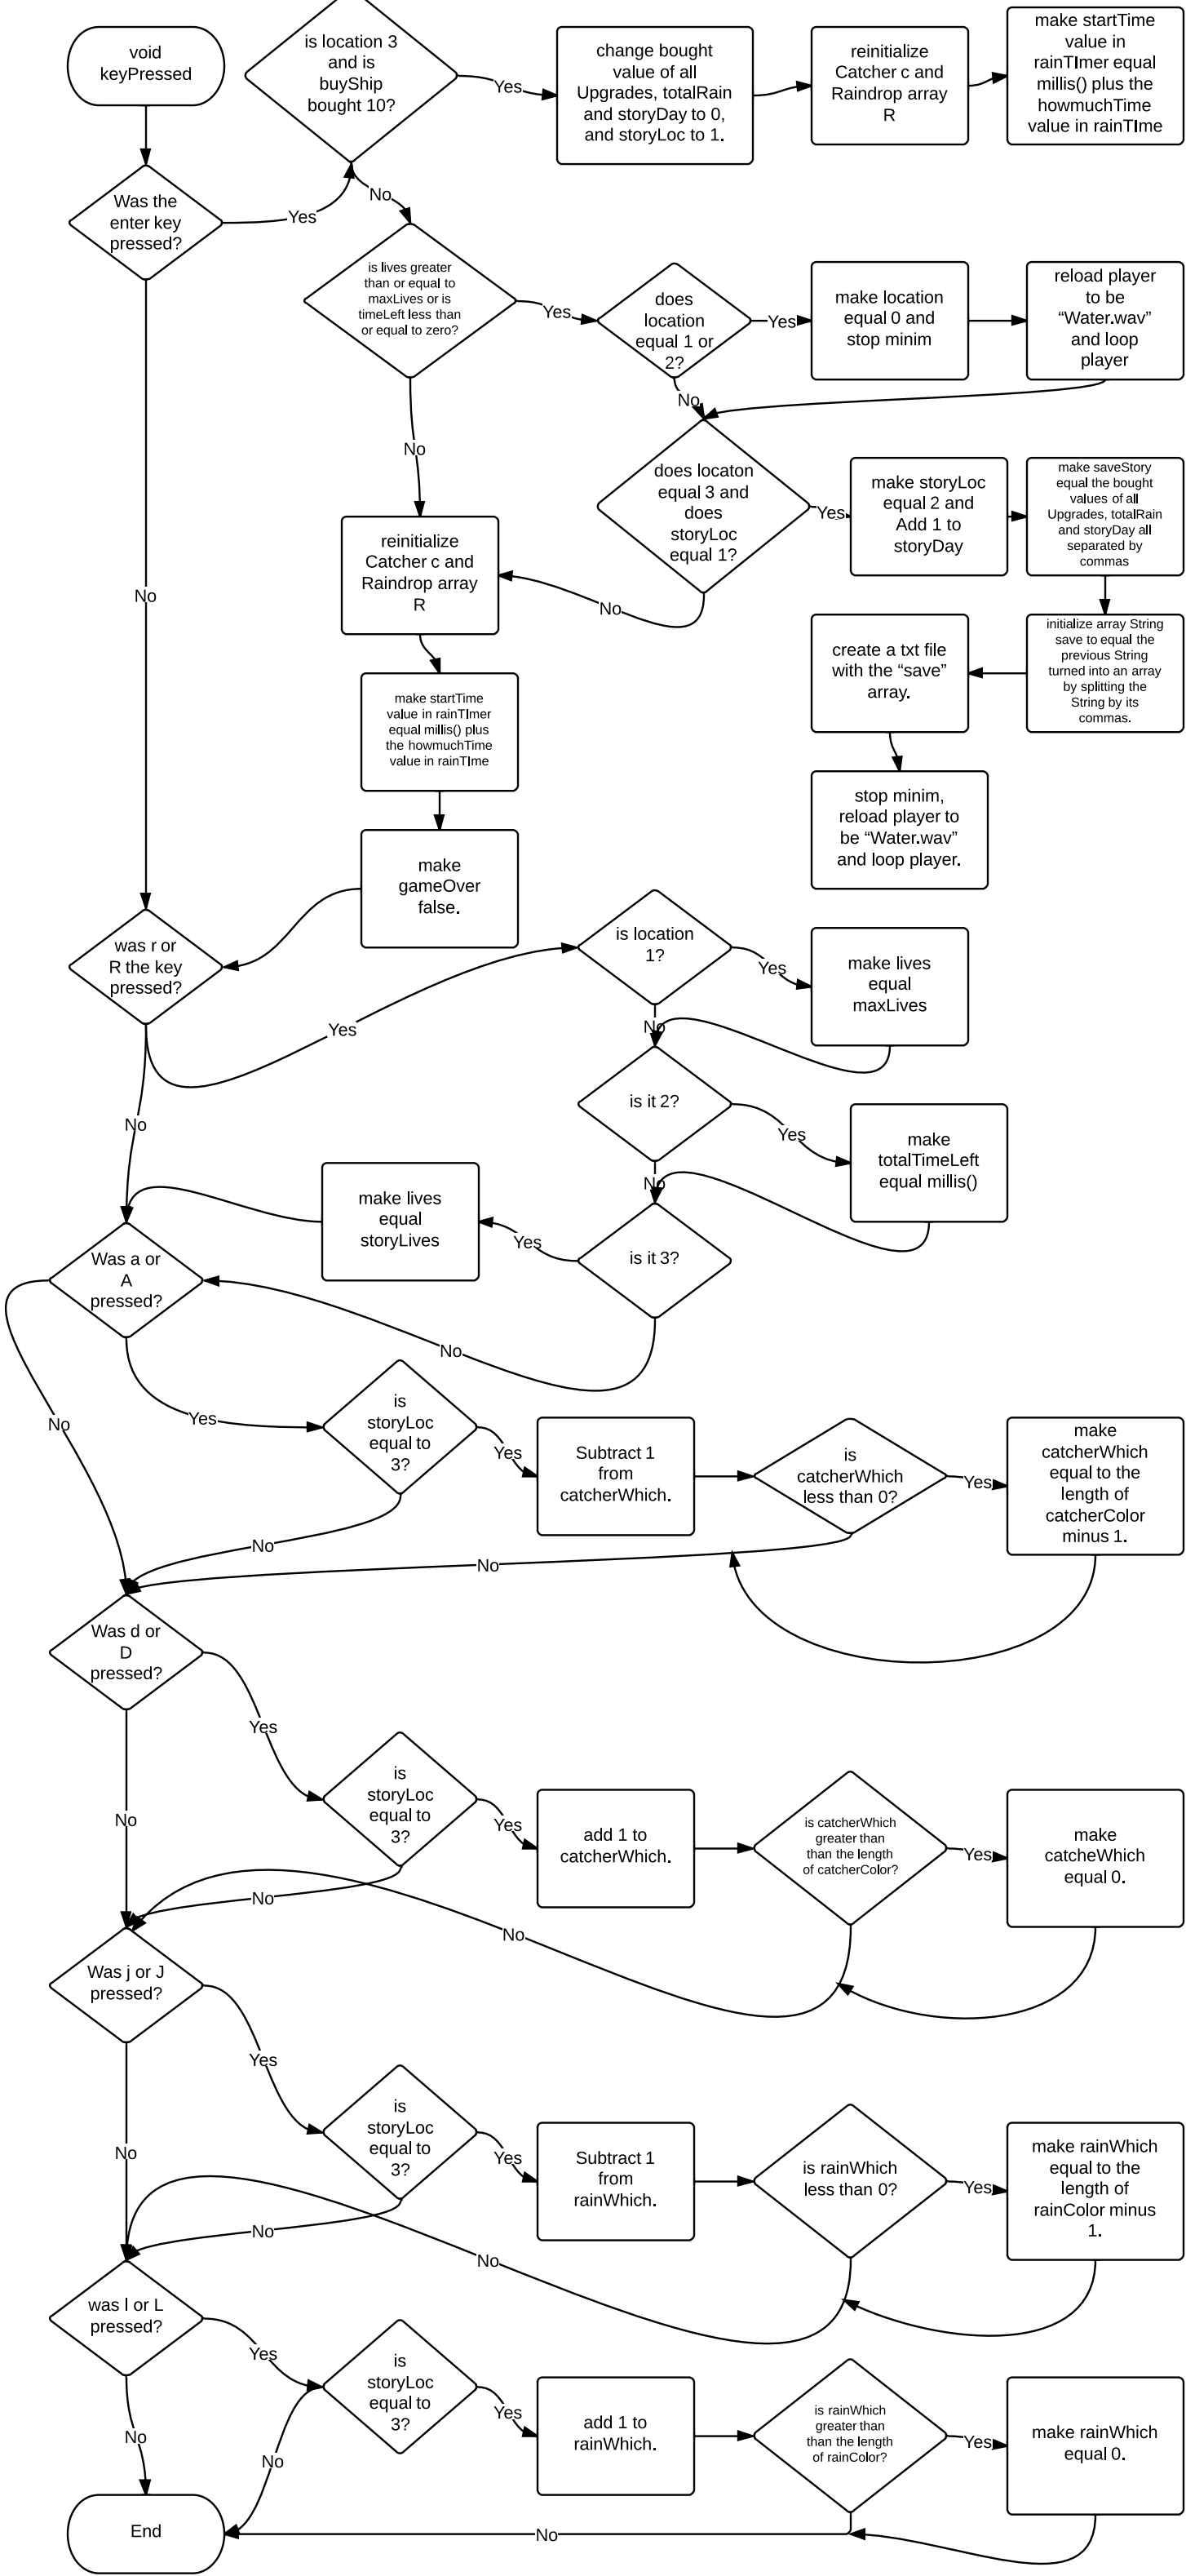 void
keyPressed
is location 3
and is
buyShip
bought 10?
Yes
change bought
value of all
Upgrades, totalRain
and storyDay to 0,
and storyLoc to 1.
reinitialize
Catcher c and
Raindrop array
R
make startTime
value in
rainTImer equal
millis() plus the
howmuchTime
value in rainTIme
Was the
enter key
pressed?
Yes
No
is lives greater
than or equal to
maxLives or is
timeLeft less than
or equal to zero?
Yes
does
location
equal 1 or
2?
Yes
make location
equal 0 and
stop minim
reload player
to be
“Water.wav”
and loop
player
No
No
does locaton
equal 3 and
does
storyLoc
equal 1?
Yes
make storyLoc
equal 2 and
Add 1 to
storyDay
make saveStory
equal the bought
values of all
Upgrades, totalRain
and storyDay all
separated by
commas
No
reinitialize
Catcher c and
Raindrop array
R
No
create a txt file
with the “save”
array.
initialize array String
save to equal the
previous String
turned into an array
by splitting the
String by its
commas.
make startTime
value in rainTImer
equal millis() plus
the howmuchTime
value in rainTIme
stop minim,
reload player to
be “Water.wav”
and loop player.
make
gameOver
false.
was r or
R the key
pressed?
Yes
is location
1?
Yes
make lives
equal
maxLives
No
is it 2?
Yes
make
totalTimeLeft
equal millis()
No
No
make lives
equal
storyLives
Yes
is it 3?
Was a or
A
pressed?
No
No
Yes
is
storyLoc
equal to
3?
Yes
Subtract 1
from
catcherWhich.
is
catcherWhich
less than 0?
Yes
make
catcherWhich
equal to the
length of
catcherColor
minus 1.
No
No
Was d or
D
pressed?
Yes
No
is
storyLoc
equal to
3?
Yes
add 1 to
catcherWhich.
is catcherWhich
greater than
than the length
of catcherColor?
Yes
make
catcheWhich
equal 0.
No
No
Was j or J
pressed?
Yes
No
is
storyLoc
equal to
3?
Yes
Subtract 1
from
rainWhich.
is rainWhich
less than 0?
Yes
make rainWhich
equal to the
length of
rainColor minus
1.
No
No
was l or L
pressed?
Yes
No
is
storyLoc
equal to
3?
Yes
add 1 to
rainWhich.
is rainWhich
greater than
than the length
of rainColor?
Yes
make rainWhich
equal 0.
No
End
No